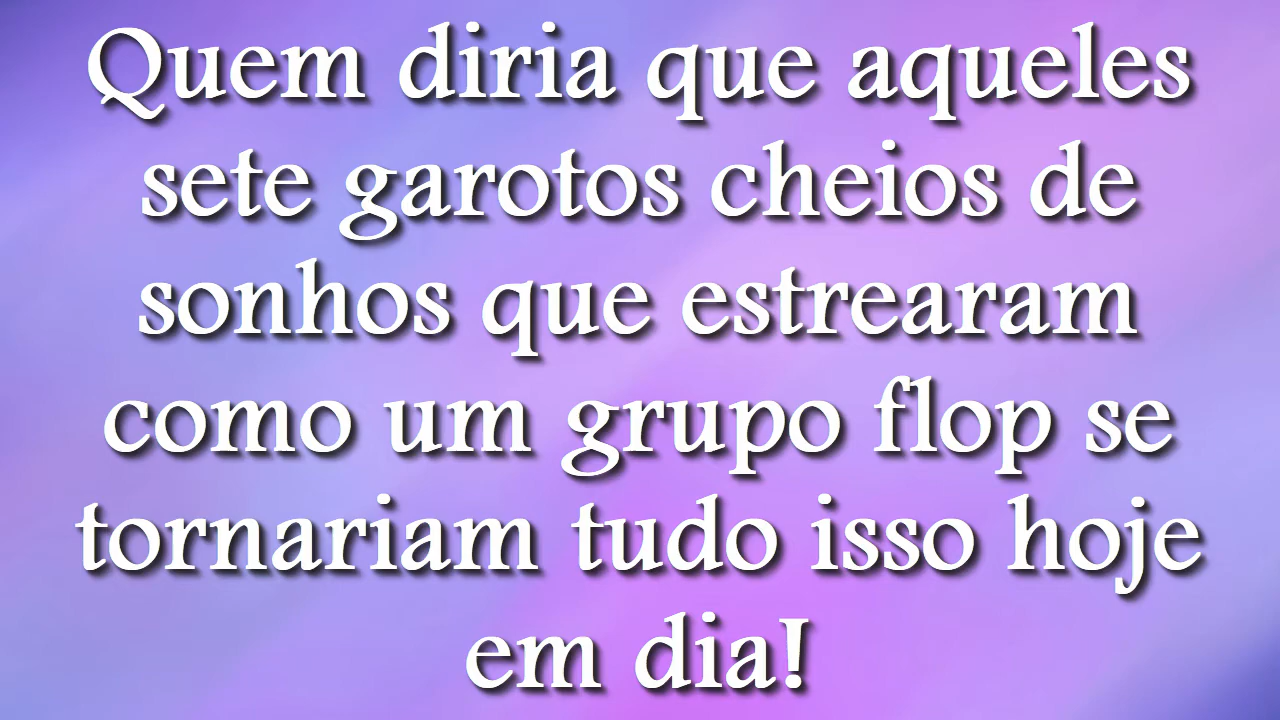 Quem diria que aqueles
sete garotos cheios de
sonhos que estrearam
como um grupo flop se
tornariam tudo isso hoje
em dia!